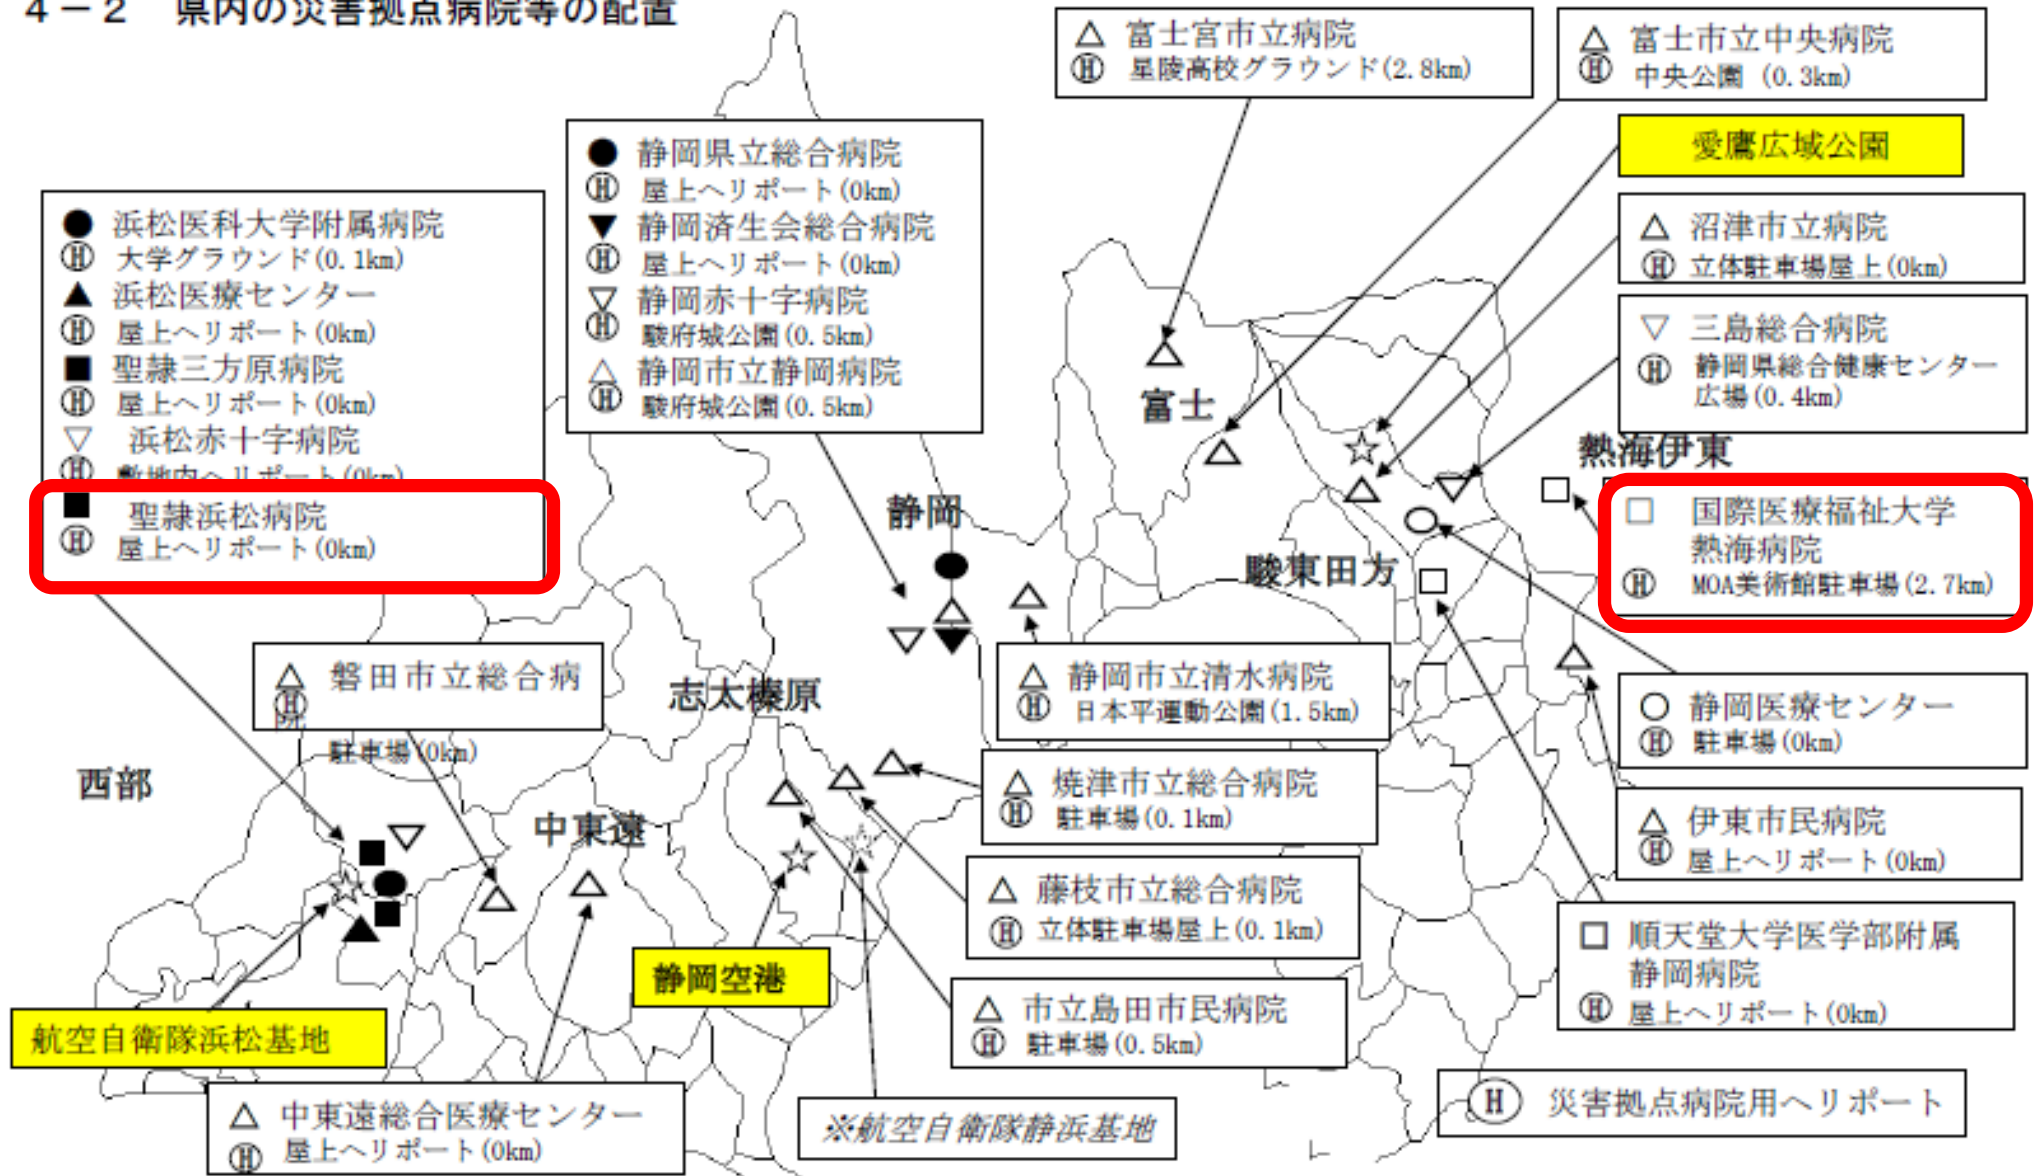 4－2　県内の災害拠点病院等の配置
△ 富士宮市立病院
Ⓗ 星陵高校グラウンド(2.8km)
△ 富士市立中央病院
Ⓗ 中央公園 (0.3km)
愛鷹広域公園
● 静岡県立総合病院
Ⓗ 屋上ヘリポート(0km)
▼ 静岡済生会総合病院
Ⓗ 屋上ヘリポート(0km)
▽ 静岡赤十字病院
Ⓗ 駿府城公園(0.5km)
△ 静岡市立静岡病院
Ⓗ 駿府城公園(0.5km)
● 浜松医科大学附属病院
Ⓗ 大学グラウンド(0.1km)
▲ 浜松医療センター
Ⓗ 屋上ヘリポート(0km)
■ 聖隷三方原病院
Ⓗ 屋上ヘリポート(0km)
▽ 浜松赤十字病院
Ⓗ 敷地内ヘリポート(0km)
■ 聖隷浜松病院
Ⓗ 屋上ヘリポート(0km)
△ 沼津市立病院
Ⓗ 立体駐車場屋上(0km)
▽ 三島総合病院
Ⓗ 静岡県総合健康センター
広場(0.4km)
富士
熱海伊東
□ 国際医療福祉大学
熱海病院
Ⓗ MOA美術館駐車場(2.7km)
静岡
駿東田方
△ 磐田市立総合病
院
Ⓗ
駐車場(0km)
志太榛原
△ 静岡市立清水病院
Ⓗ 日本平運動公園(1.5km)
○ 静岡医療センター
Ⓗ 駐車場(0km)
西部
中東遠
△ 焼津市立総合病院
Ⓗ 駐車場(0.1km)
△ 伊東市民病院
Ⓗ 屋上ヘリポート(0km)
△ 藤枝市立総合病院
Ⓗ 立体駐車場屋上(0.1km)
□ 順天堂大学医学部附属
静岡病院
Ⓗ 屋上ヘリポート(0km)
静岡空港
△ 市立島田市民病院
Ⓗ 駐車場(0.5km)
航空自衛隊浜松基地
△ 中東遠総合医療センター
Ⓗ 屋上ヘリポート(0km)
※航空自衛隊静浜基地
Ⓗ 災害拠点病院用ヘリポート